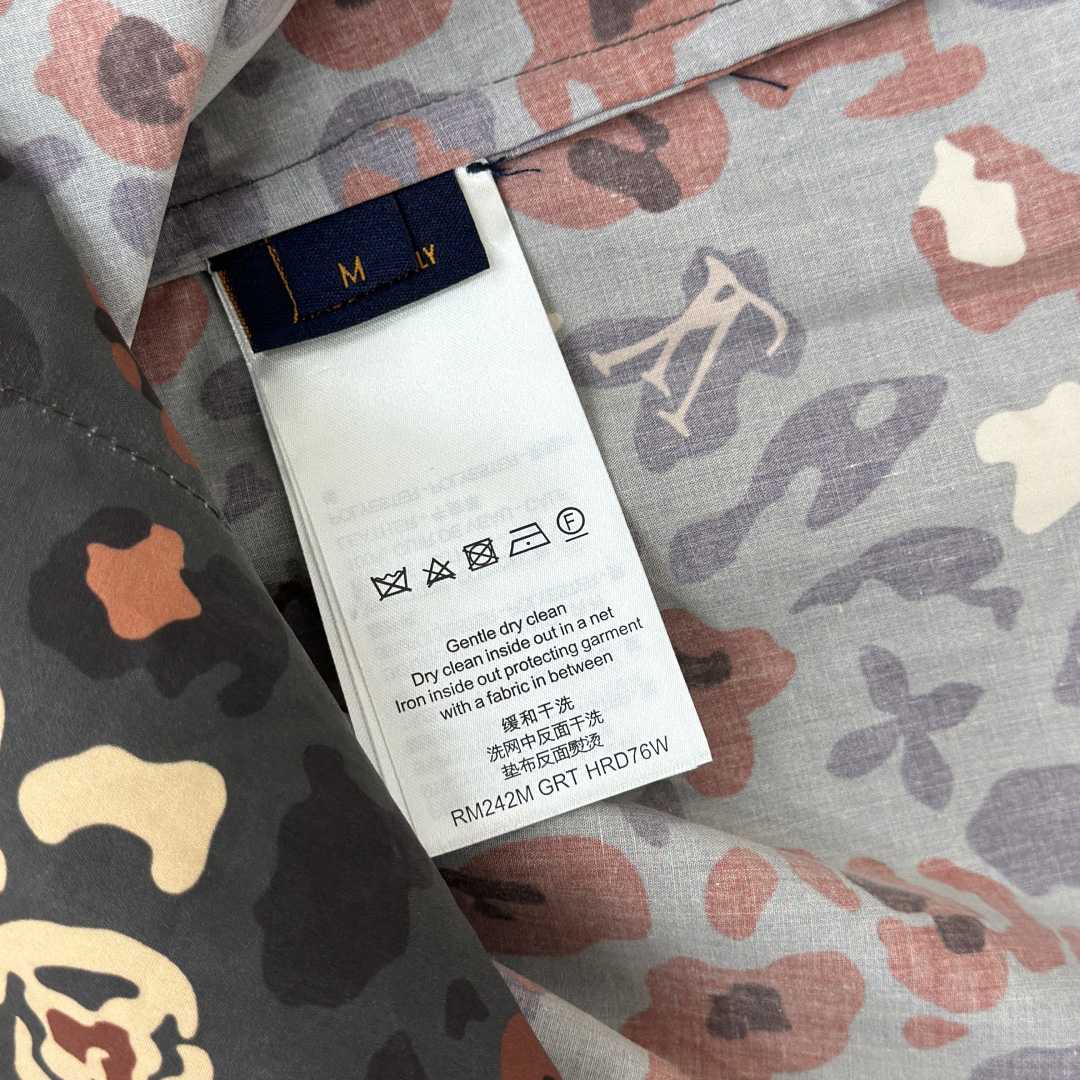 M
LY
F
Gentle dry clean
Dry clean inside out in a net
Iron inside out protecting garment
with a fabric in between
缓和干洗
洗网中反面干洗
垫布反面熨烫
RM242M GRT HRD76W